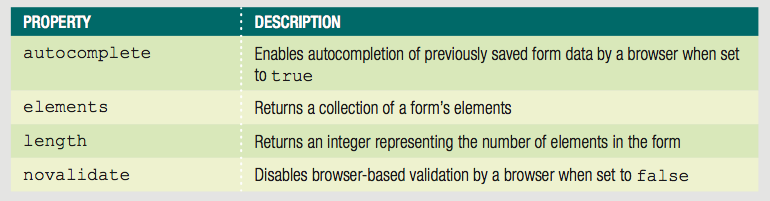 PROPERTY DESCRIPTION
autocomplete Enables autocompletion of previously saved form data by a browser when set
to true
elements Returns a collection of a form’s elements
length Returns an integer representing the number of elements in the form
novalidate Disables browser-based validation by a browser when set to false